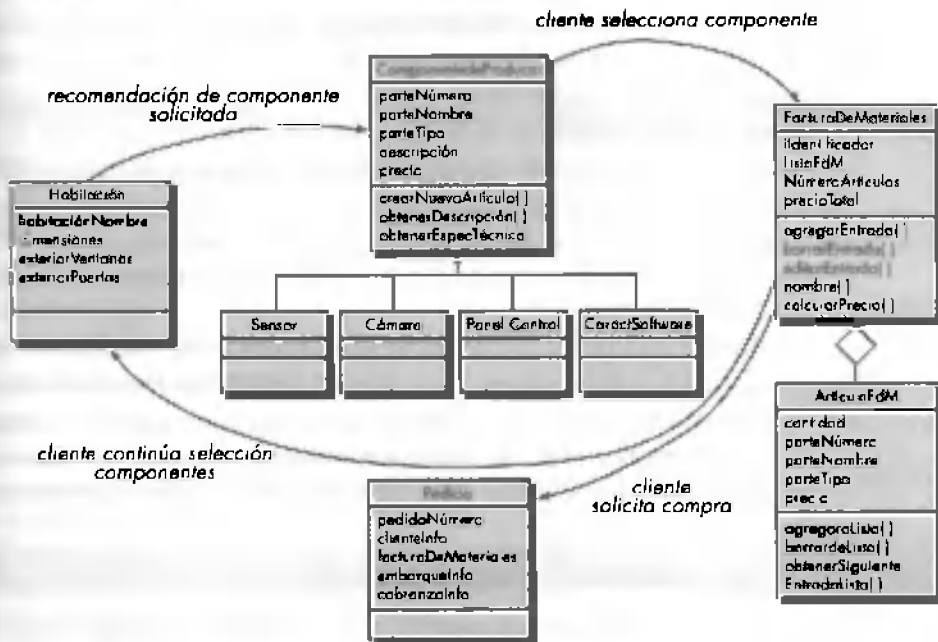 cliente selecciona componente
recomendación de componente
solicitada
ComponentedeProducto
parteNúmero
parteNombre
parteTipo
descripción
precio
crearNuevoArtículo()
obtenerDescripción()
obtenerEspecTécnica
FacturaDeMateriales
identificador
listaFdM
NúmeroArtículos
precioTotal
agregarEntrada()
borrarEntrada()
editarEntrada()
nombre()
calcularPrecio()
Habitación
habitaciónNombre
dimensiones
exteriorVentanas
exteriorPuertas
Sensor
Cámara
Panel Control
CaractSoftware
ArtículoFdM
cantidad
parteNúmero
parteNombre
parteTipo
precio
agregaraLista()
borrardeLista()
obtenerSiguiente
EntradaLista()
cliente continúa selección
componentes
cliente
solicita compra
Pedido
pedidoNúmero
clienteInfo
facturaDeMateriales
embarqueInfo
cobranzaInfo